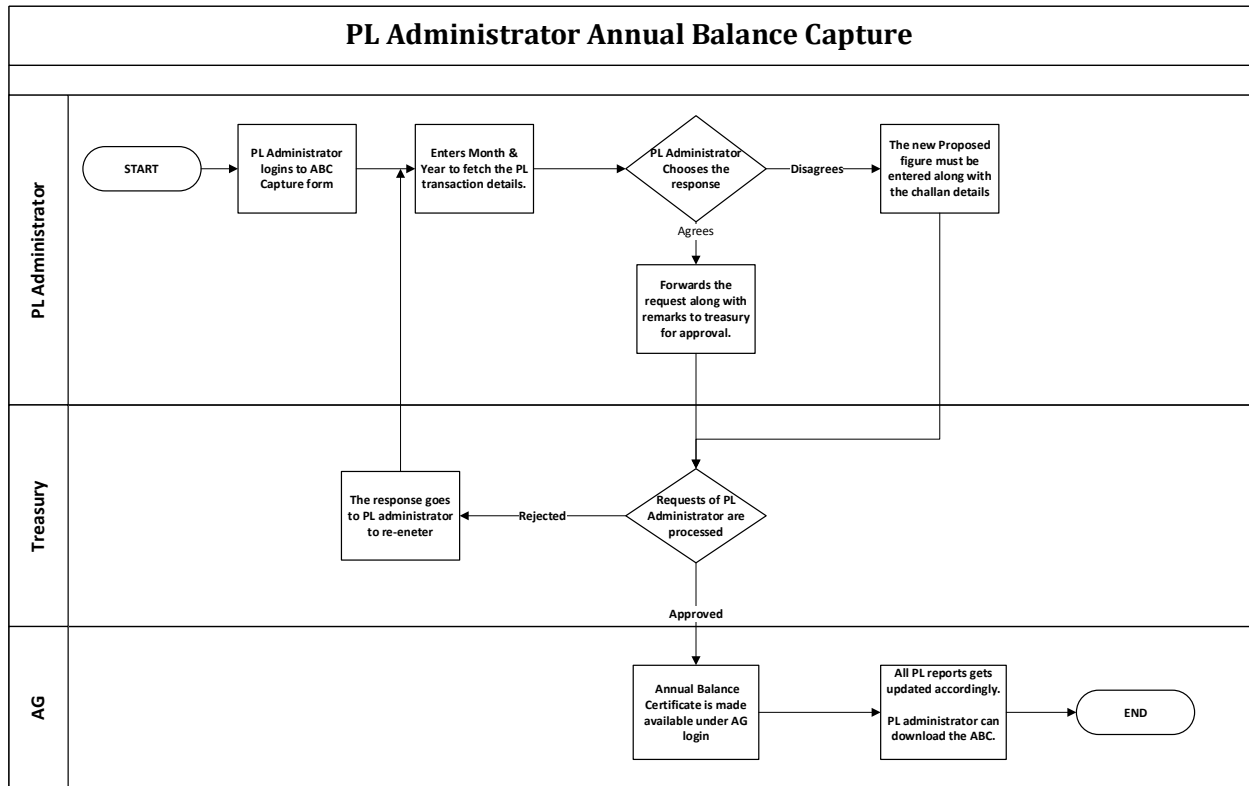 PL Administrator Annual Balance Capture
PL Administrator
START
PL Administrator
logins to ABC
Capture form
Enters Month &
Year to fetch the PL
transaction details.
PL Administrator
Chooses the
response
Disagrees
The new Proposed
figure must be
entered along with
the challan details
Agrees
Forwards the
request along with
remarks to treasury
for approval.
Treasury
The response goes
to PL administrator
to re-eneter
Rejected
Requests of PL
Administrator are
processed
Approved
AG
Annual Balance
Certificate is made
available under AG
login
All PL reports gets
updated accordingly.
PL administrator can
download the ABC.
END